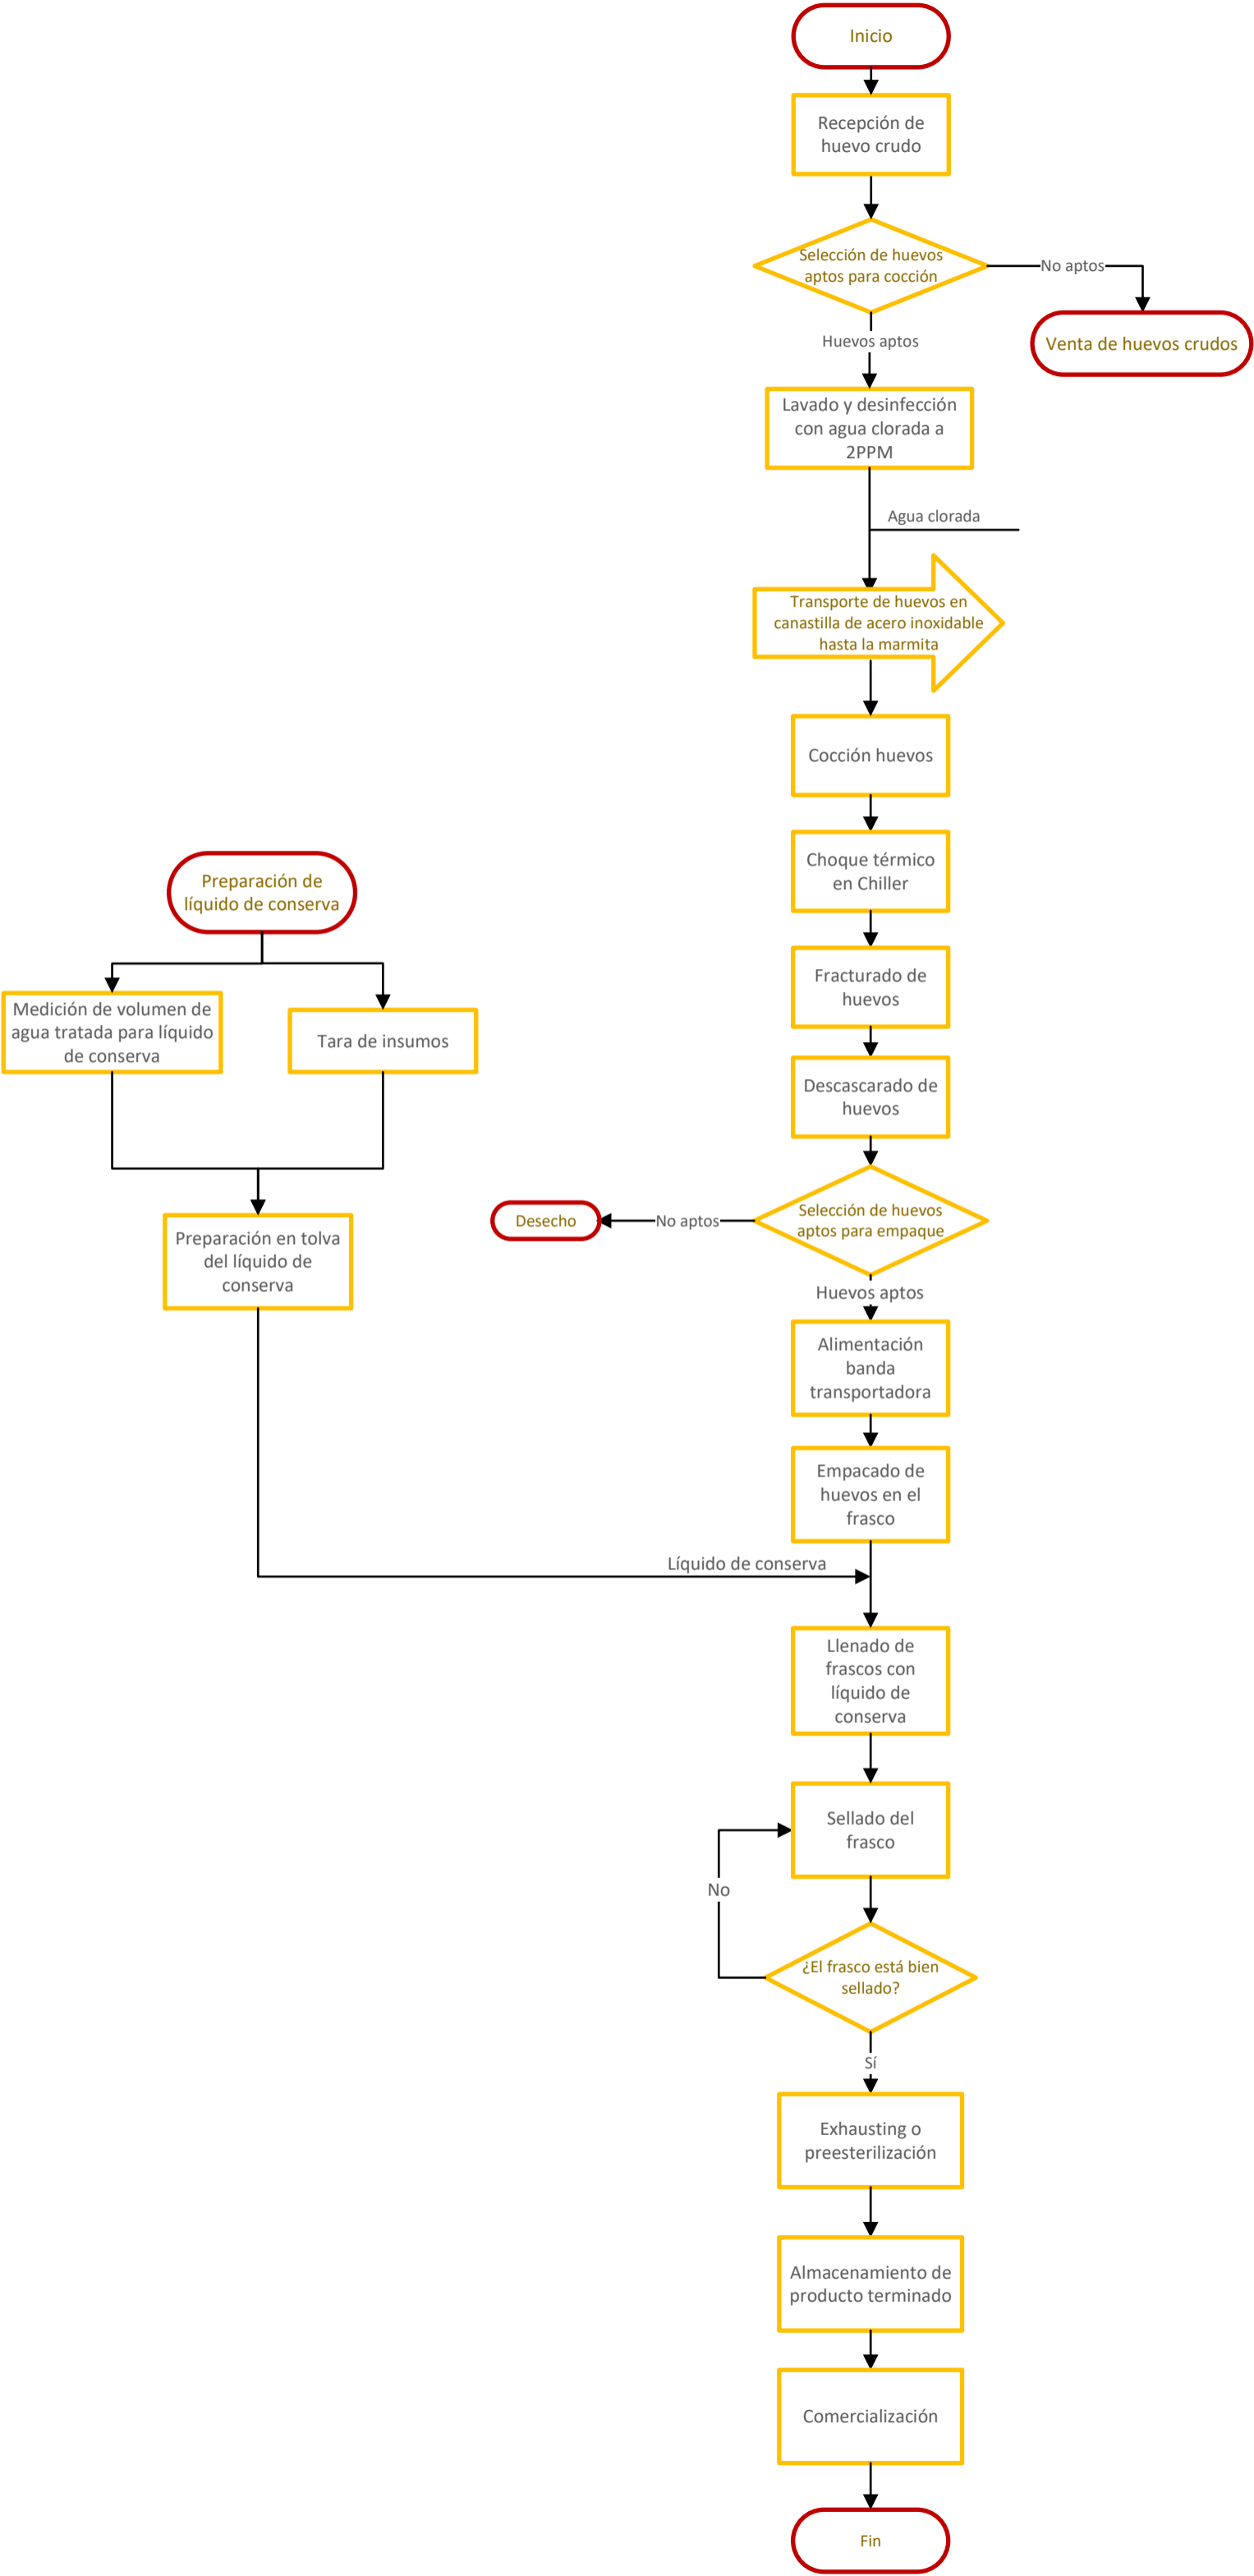 Inicio
Recepción de
huevo crudo
Selección de huevos
aptos para cocción
No aptos
Venta de huevos crudos
Huevos aptos
Lavado y desinfección
con agua clorada a
2PPM
Agua clorada
Transporte de huevos en
canastilla de acero inoxidable
hasta la marmita
Cocción huevos
Choque térmico
en Chiller
Fracturado de
huevos
Descascarado de
huevos
Selección de huevos
aptos para empaque
No aptos
Desecho
Huevos aptos
Alimentación
banda
transportadora
Empacado de
huevos en el
frasco
Preparación de
líquido de conserva
Medición de volumen de
agua tratada para líquido
de conserva
Tara de insumos
Preparación en tolva
del líquido de
conserva
Líquido de conserva
Llenado de
frascos con
líquido de
conserva
Sellado del
frasco
No
¿El frasco está bien
sellado?
Sí
Exhausting o
preesterilización
Almacenamiento de
producto terminado
Comercialización
Fin